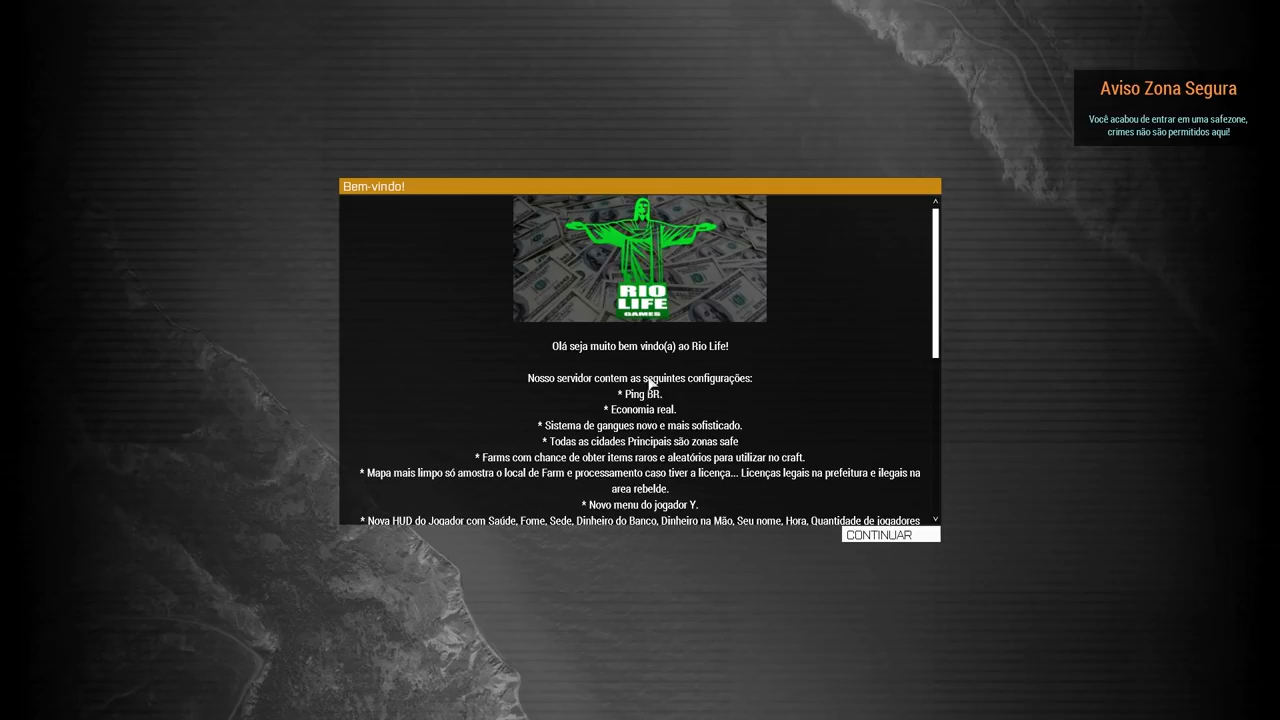 Aviso Zona Segura
Você acabou de entrar em uma safezone,
crimes não são permitidos aqui!
Bem-vindo!
RIO
LIFE
GAMES
Olá seja muito bem vindo(a) ao Rio Life!
Nosso servidor contem as seguintes configurações:
* Ping BR.
* Economia real.
* Sistema de gangues novo e mais sofisticado.
* Todas as cidades Principais são zonas safe
* Farms com chance de obter items raros e aleatórios para utilizar no craft.
* Mapa mais limpo só amostra o local de Farm e processamento caso tiver a licença... Licenças legais na prefeitura e ilegais na
area rebelde.
* Novo menu do jogador Y.
* Nova HUD do Jogador com Saúde, Fome, Sede, Dinheiro do Banco, Dinheiro na Mão, Seu nome, Hora, Quantidade de jogadores
CONTINUAR